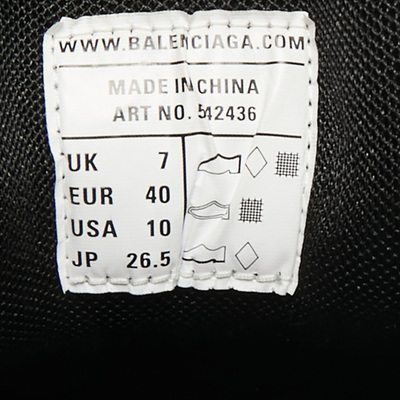 WWW.BALENCIAGA.COM
MADE IN CHINA
ART NO. 542436
UK 7
EUR 40
USA 10
JP 26.5